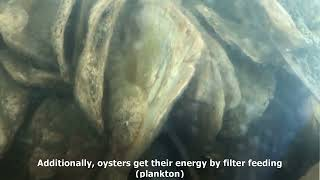 Additionally, oysters get their energy by filter feeding
(plankton)